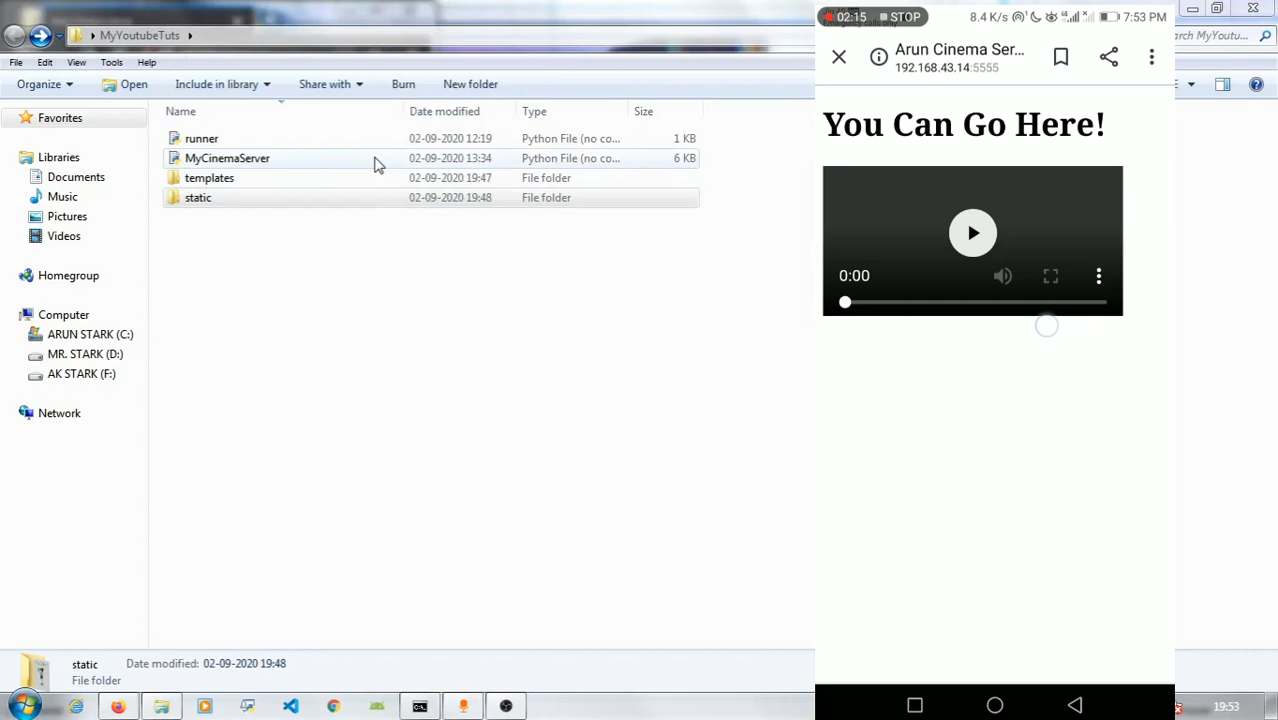 MyYoutubeTuts
File Edit View Tools Help
Organize Open Include in library Share with Burn New folder
Name Date modified Type Size
Favorites
Libraries
Documents
Music
Pictures
Videos
Homegroup
Computer
ARUN STARK (C:)
MR. STARK (D:)
AK STARK (F:)
Network
runner 02-09-2020 12:19 Python File (no co... 1 KB
MyCinemaServer 02-09-2020 13:34 Python File (no co... 6 KB
templates 02-09-2020 19:47 File folder
static 02-09-2020 19:48 File folder
static Date modified: 02-09-2020 19:48
File folder
02:15 STOP 8.4 K/s 7:53 PM
Arun Cinema Ser...
192.168.43.14:5555
You Can Go Here!
0:00
arch MyYoutubeTuts
19:53